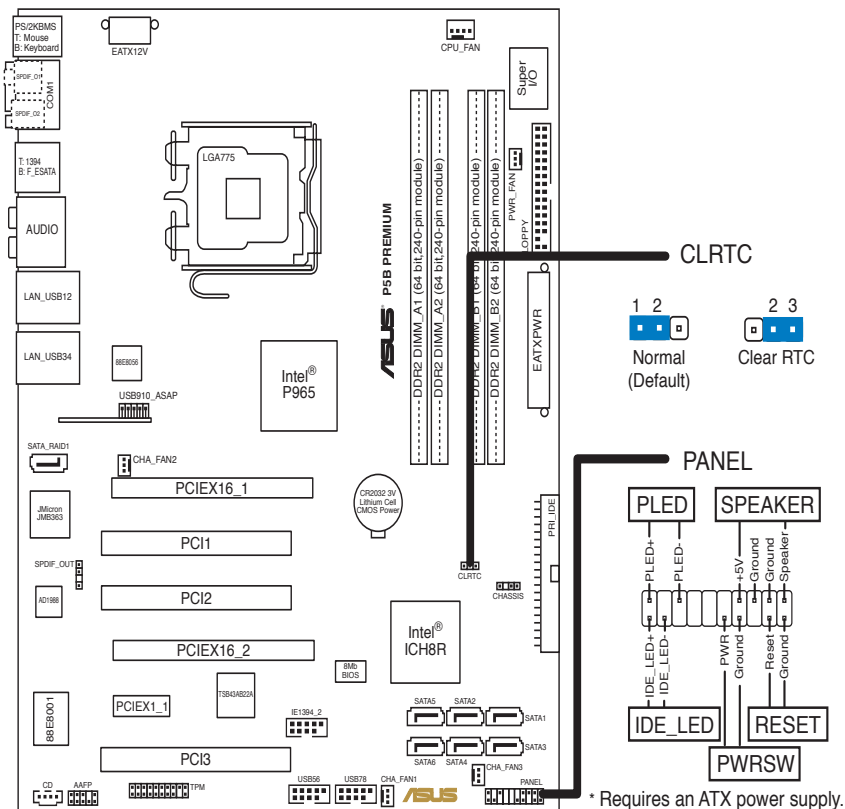 PS/2KBMS
T: Mouse
B: Keyboard
EATX12V
CPU_FAN
Super
I/O
SPDIF_O1
COM1
SPDIF_O2
LGA775
T: 1394
B: F_ESATA
AUDIO
LAN_USB12
LAN_USB34
ASUS® P5B PREMIUM
DDR2 DIMM_A1 (64 bit,240-pin module)
DDR2 DIMM_A2 (64 bit,240-pin module)
DDR2 DIMM_B1 (64 bit,240-pin module)
DDR2 DIMM_B2 (64 bit,240-pin module)
PWR_FAN
LOPPY
EATXPWR
CLRTC
1 2
Normal
(Default)
2 3
Clear RTC
88E8056
USB910_ASAP
Intel®
P965
SATA_RAID1
CHA_FAN2
PCIEX16_1
CR2032 3V
Lithium Cell
CMOS Power
JMicron
JMB363
PCI1
PRI_IDE
SPDIF_OUT
CLRTC
CHASSIS
AD1988
PCI2
Intel®
ICH8R
PCIEX16_2
8Mb
BIOS
TSB43AB22A
88E8001
PCIEX1_1
IE1394_2
SATA5
SATA2
SATA1
SATA6
SATA4
SATA3
PCI3
CHA_FAN3
CD
AAFP
TPM
USB56
USB78
CHA_FAN1
ASUS
PANEL
PANEL
PLED
SPEAKER
PLED+
PLED-
+5V
Ground
Ground
Speaker
IDE_LED+
IDE_LED-
PWR
Ground
Reset
Ground
IDE_LED
RESET
PWRSW
* Requires an ATX power supply.